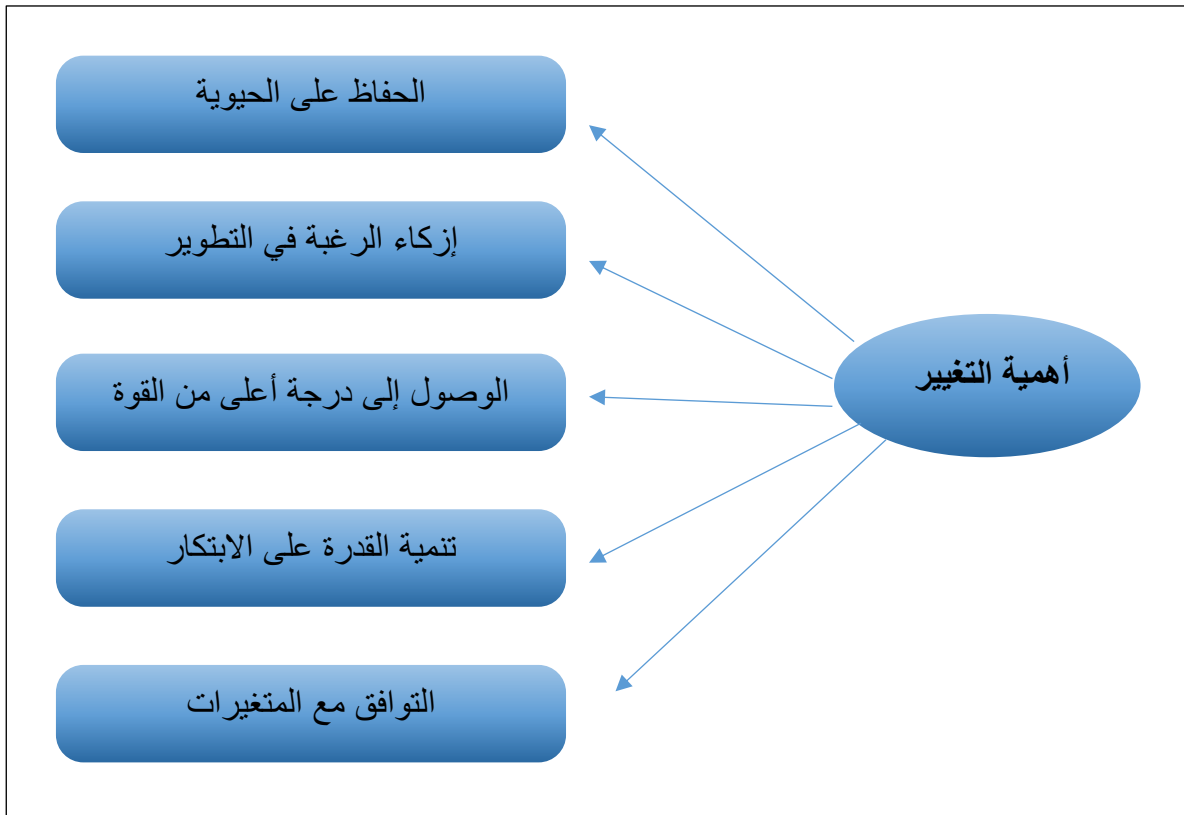 أهمية التغيير
الحفاظ على الحيوية
إزكاء الرغبة في التطوير
الوصول إلى درجة أعلى من القوة
تنمية القدرة على الابتكار
التوافق مع المتغيرات